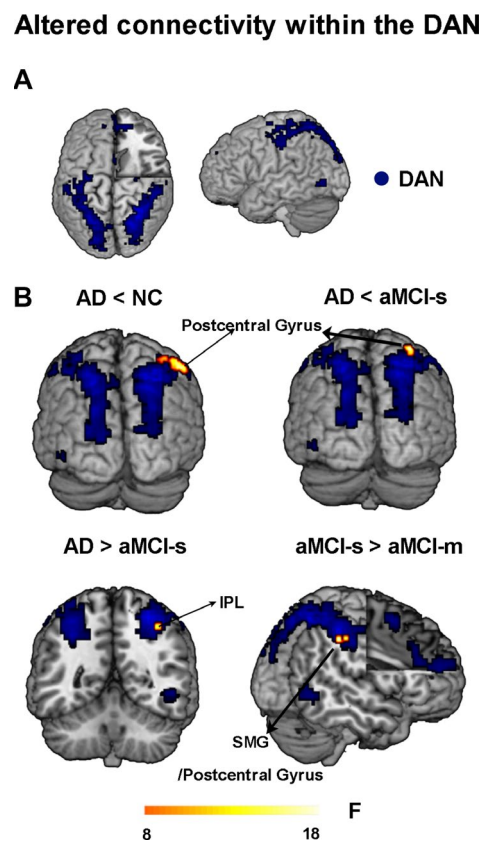 Altered connectivity within the DAN
A
DAN
B
AD < NC
AD < aMCI-s
Postcentral Gyrus
AD > aMCI-s
aMCI-s > aMCI-m
IPL
SMG
/Postcentral Gyrus
F
8
18